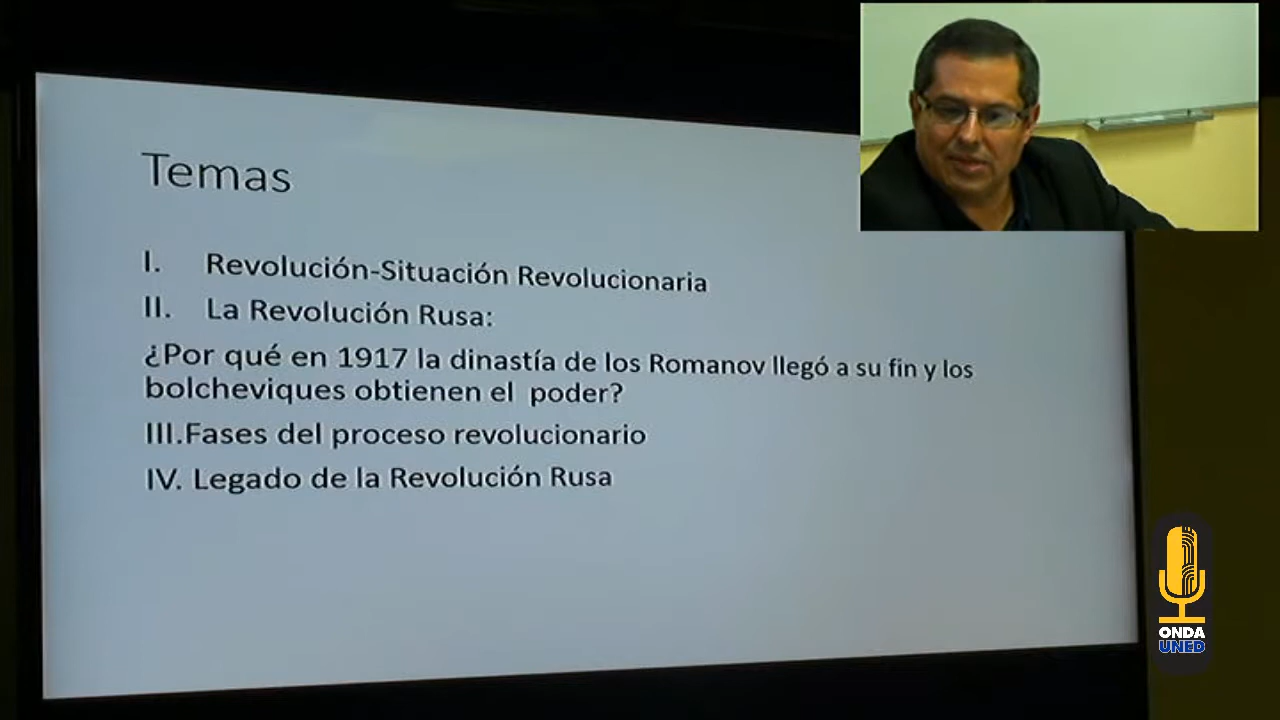 Temas
I. Revolución-Situación Revolucionaria
II. La Revolución Rusa:
¿Por qué en 1917 la dinastía de los Romanov llegó a su fin y los
bolcheviques obtienen el poder?
III.Fases del proceso revolucionario
IV. Legado de la Revolución Rusa
ONDA
UNED